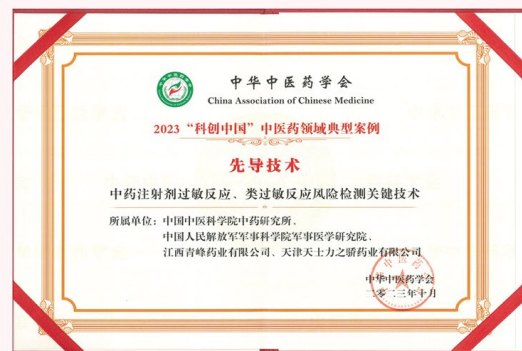 中华中医药学会
China Association of Chinese Medicine
2023 “科创中国”中医药领域典型案例
先导技术
中药注射剂过敏反应、类过敏反应风险检测关键技术
所属单位：中国中医科学院中药研究所、
中国人民解放军军事科学院军事医学研究院、
江西青峰药业有限公司、天津天士力之骄药业有限公司
中华中医药学会
二零二三年十月